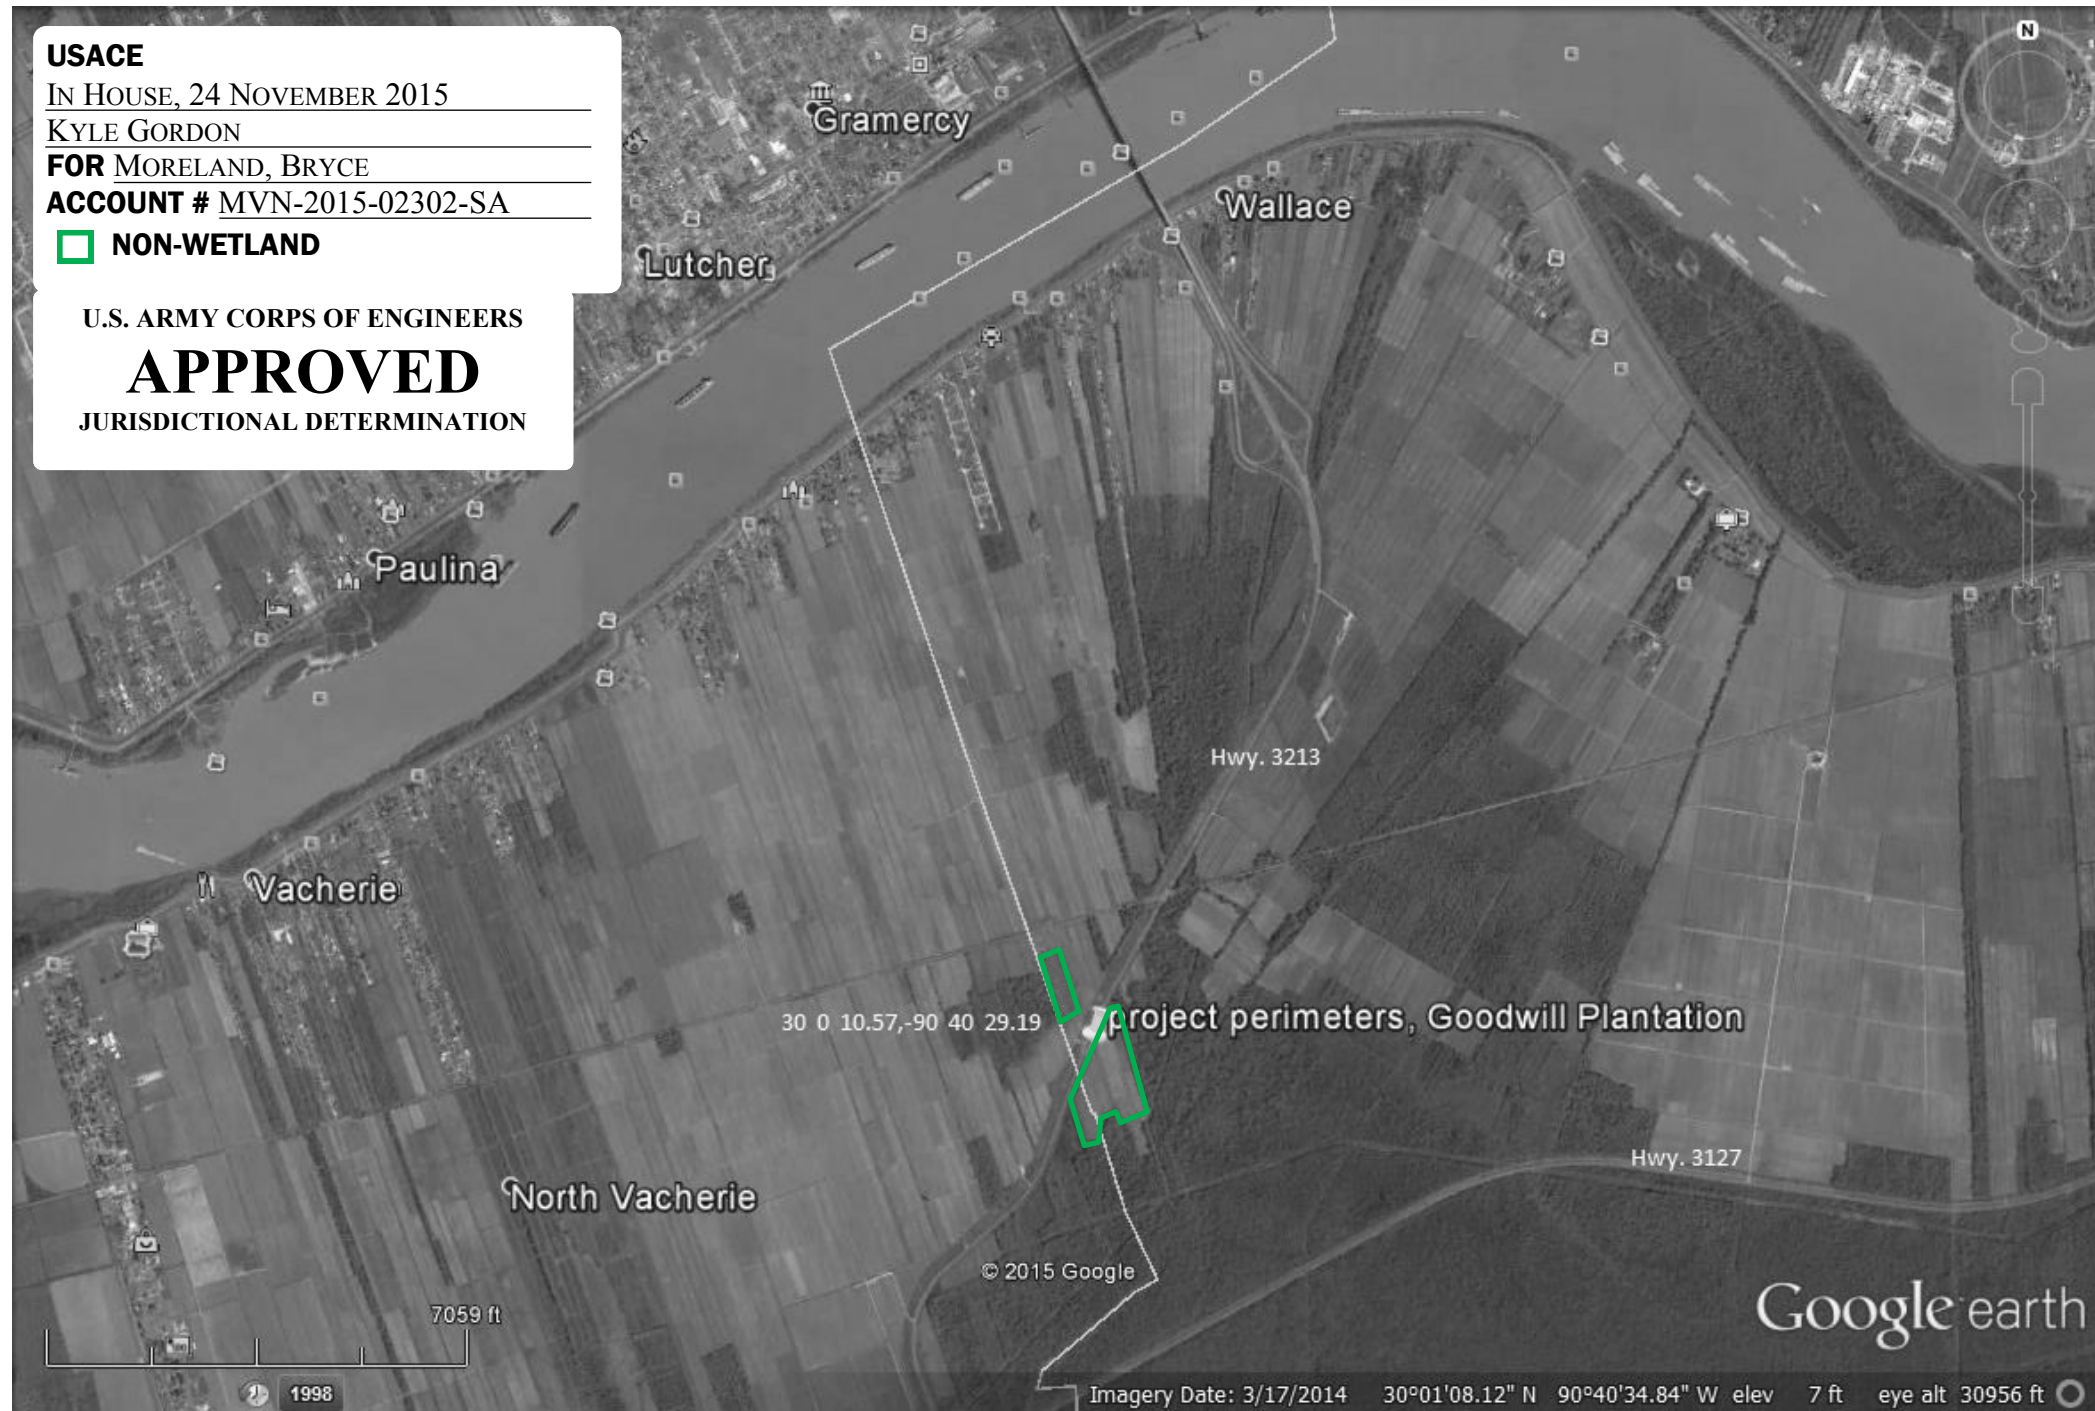 USACE
IN HOUSE, 24 NOVEMBER 2015
KYLE GORDON
FOR MORELAND, BRYCE
ACCOUNT # MVN-2015-02302-SA
NON-WETLAND
U.S. ARMY CORPS OF ENGINEERS
APPROVED
JURISDICTIONAL DETERMINATION
N
Gramercy
Wallace
Lutcher
Paulina
Hwy. 3213
Vacherie
30 0 10.57,-90 40 29.19
project perimeters, Goodwill Plantation
Hwy. 3127
North Vacherie
© 2015 Google
7059 ft
Google earth
1998
Imagery Date: 3/17/2014 30°01'08.12" N 90°40'34.84" W elev 7 ft eye alt 30956 ft